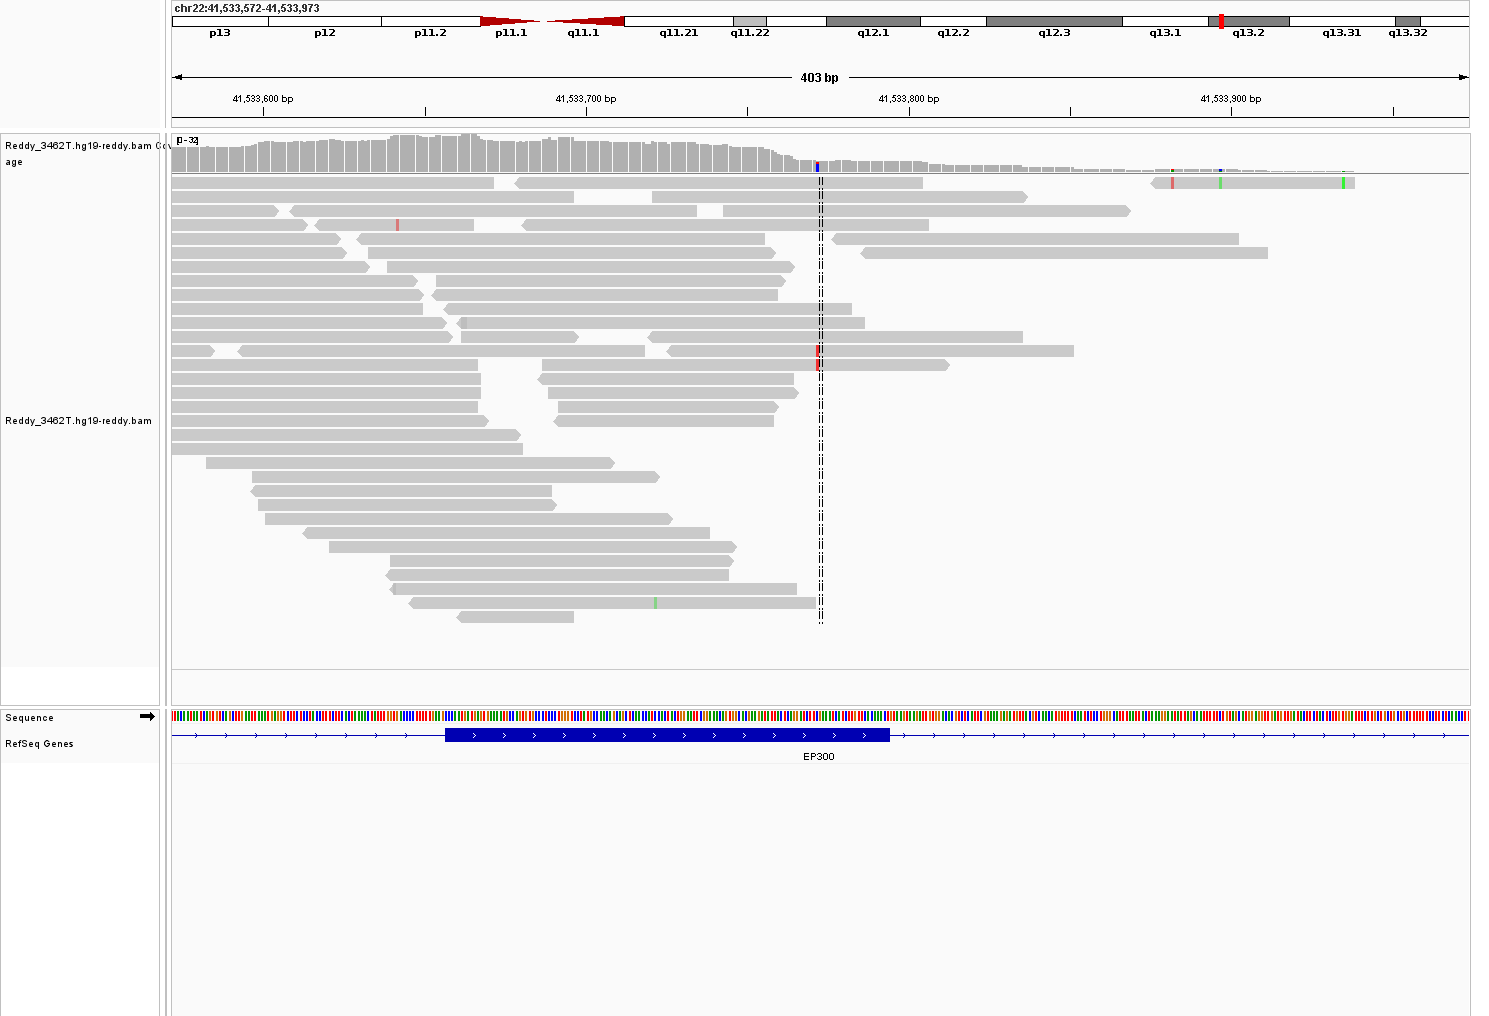 chr22:41,533,572-41,533,973
p13 p12 p11.2 p11.1 q11.1 q11.21 q11.22 q12.1 q12.2 q12.3 q13.1 q13.2 q13.31 q13.32
403 bp
41,533,600 bp 41,533,700 bp 41,533,800 bp 41,533,900 bp
Reddy_3462T.hg19-reddy.bam Cov
age
[0 - 32]
Reddy_3462T.hg19-reddy.bam
Sequence
RefSeq Genes
EP300